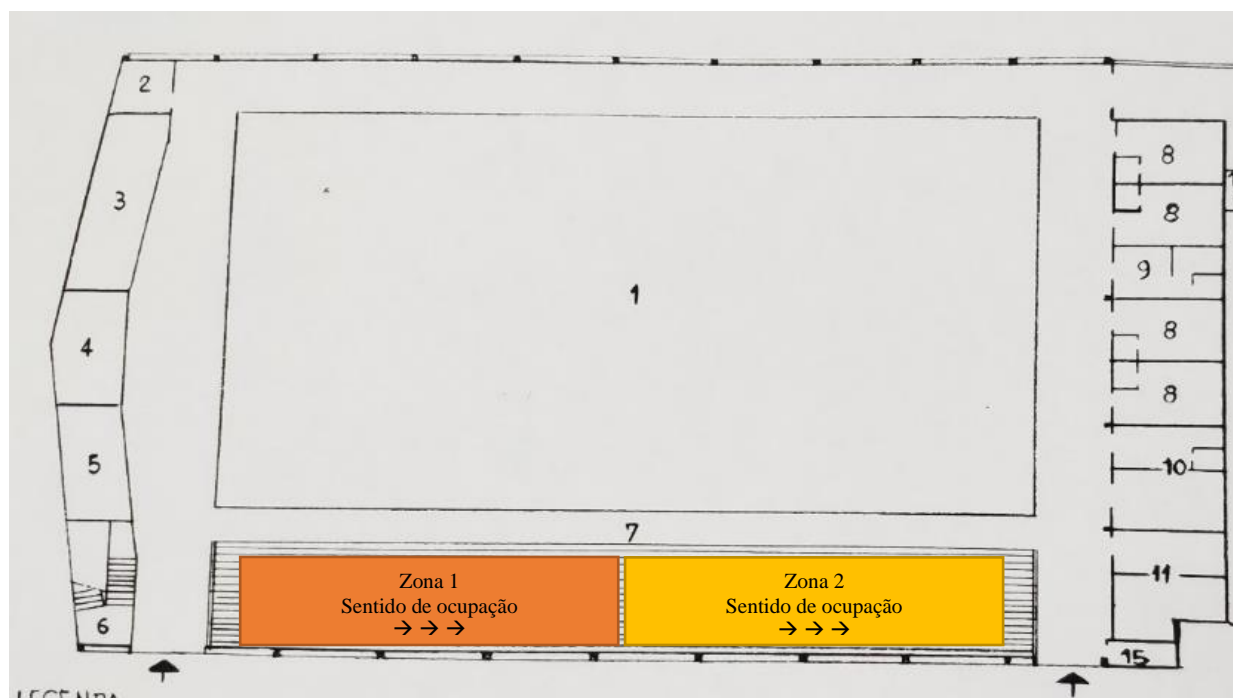 2
3
8
8
1
9
4
8
8
5
10
7
11
Zona 1
Sentido de ocupação
→ → →
Zona 2
Sentido de ocupação
→ → →
6
15
LEGENDA